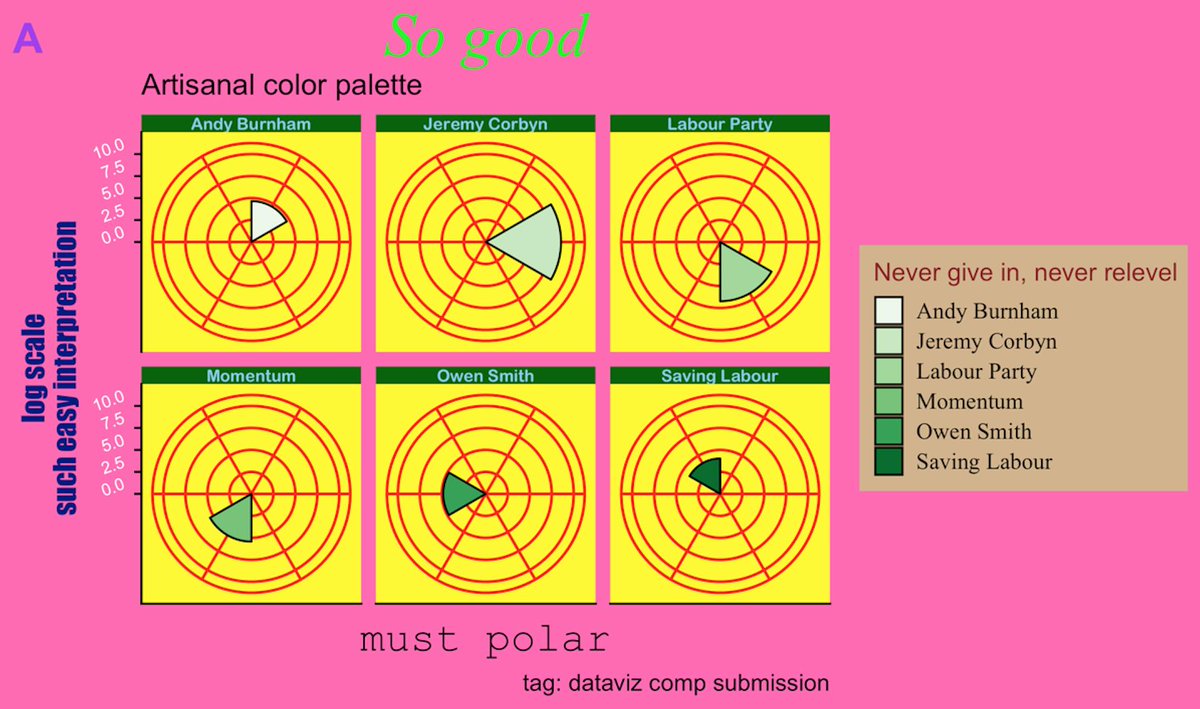 A
So good
Artisanal color palette
Andy Burnham
Jeremy Corbyn
Labour Party
10.0
7.5
5.0
2.5
0.0
Momentum
Owen Smith
Saving Labour
10.0
7.5
5.0
2.5
0.0
log scale
such easy interpretation
must polar
tag: dataviz comp submission
Never give in, never relevel
Andy Burnham
Jeremy Corbyn
Labour Party
Momentum
Owen Smith
Saving Labour